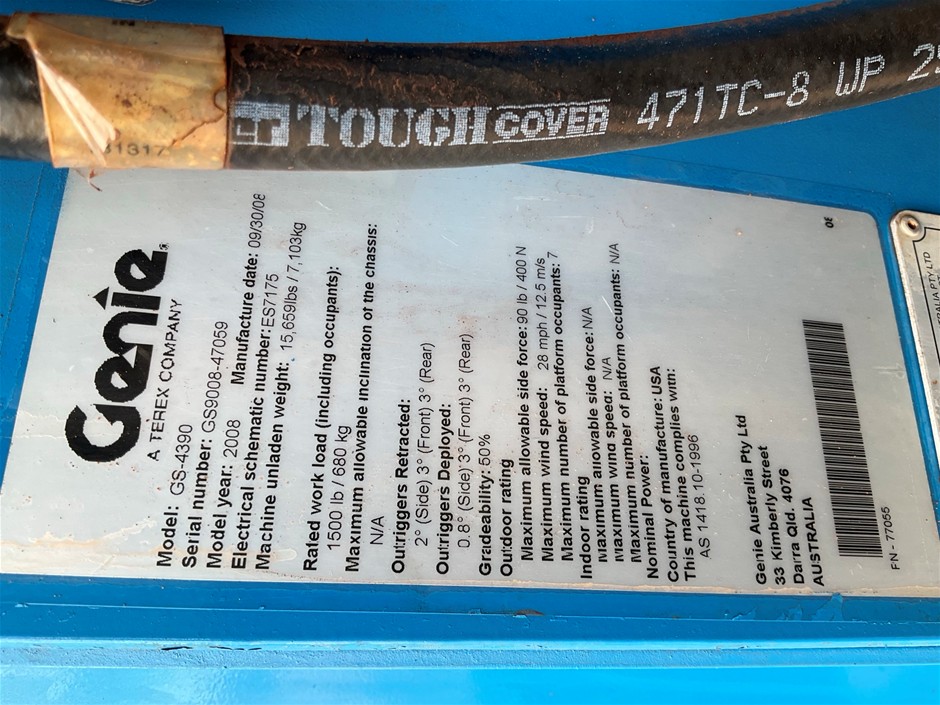 TOUGH COVER 471TC-8 WP 25
31317
Genie
A TEREX COMPANY
Model: GS-4390
Serial number: GS9008-47059
Model year: 2008 Manufacture date: 09/30/08
Electrical schematic number: ES7175
Machine unladen weight: 15,659lbs / 7,103kg
Rated work load (including occupants):
1500 lb / 680 kg
Maximum allowable inclination of the chassis:
N/A
Outriggers Retracted:
2° (Side) 3° (Front) 3° (Rear)
Outriggers Deployed:
0.8° (Side) 3° (Front) 3° (Rear)
Gradeability: 50%
Outdoor rating
Maximum allowable side force: 90 lb / 400 N
Maximum wind speed: 28 mph / 12.5 m/s
Maximum number of platform occupants: 7
Indoor rating
Maximum allowable side force: N/A
Maximum wind speed: N/A
Maximum number of platform occupants: N/A
Nominal Power:
Country of manufacture: USA
This machine complies with:
AS 1418.10-1996
Genie Australia Pty Ltd
33 Kimberly Street
Darra Qld. 4076
AUSTRALIA
FN - 77055
OE
RALIA PTY LTD